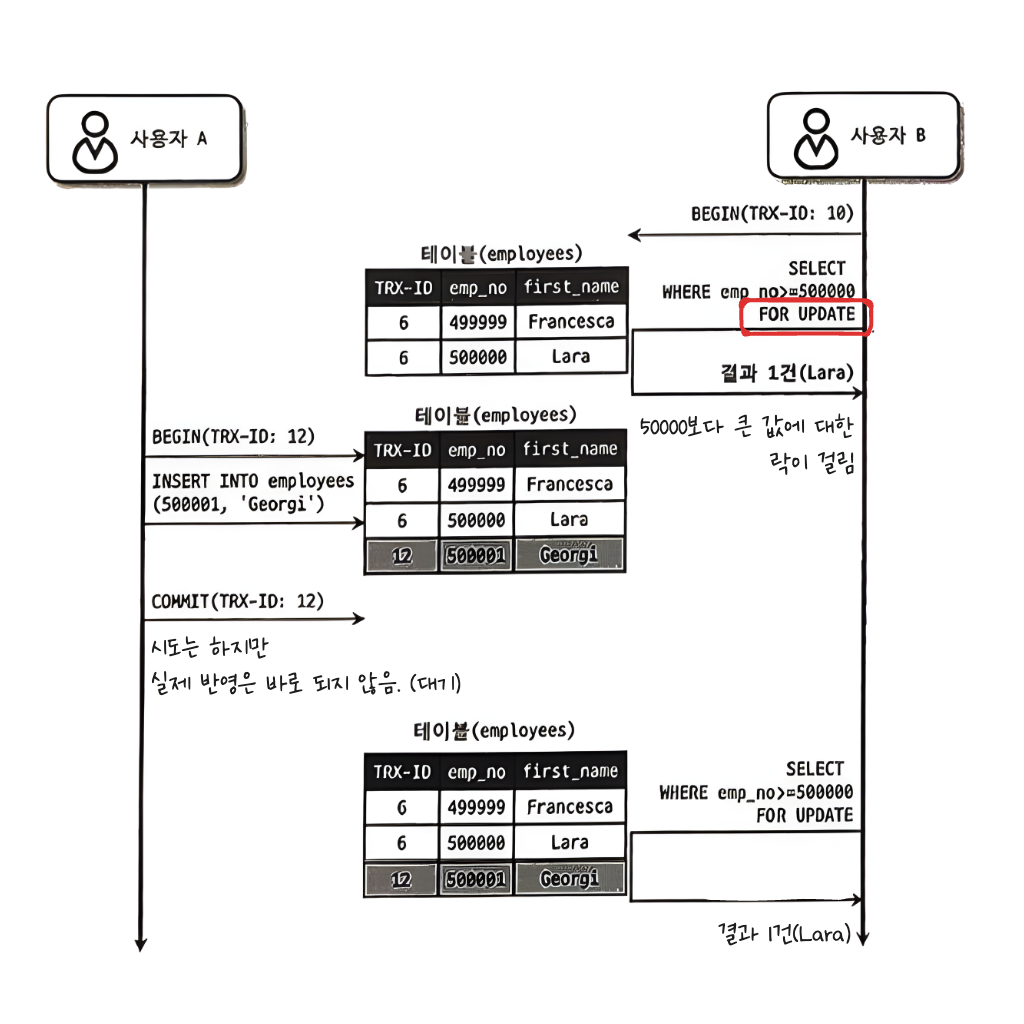 사용자 A
사용자 B
BEGIN(TRX-ID: 10)
테이블(employees)
TRX-ID emp_no first_name
6 499999 Francesca
6 500000 Lara
SELECT
WHERE emp_no>=500000
FOR UPDATE
결과 1건(Lara)
50000보다 큰 값에 대한
락이 걸림
BEGIN(TRX-ID: 12)
INSERT INTO employees
(500001, 'Georgi')
테이블(employees)
TRX-ID emp_no first_name
6 499999 Francesca
6 500000 Lara
12 500001 Georgi
COMMIT(TRX-ID: 12)
시도는 하지만
실제 반영은 바로 되지 않음. (대기)
테이블(employees)
TRX-ID emp_no first_name
6 499999 Francesca
6 500000 Lara
12 500001 Georgi
SELECT
WHERE emp_no>=500000
FOR UPDATE
결과 1건(Lara)